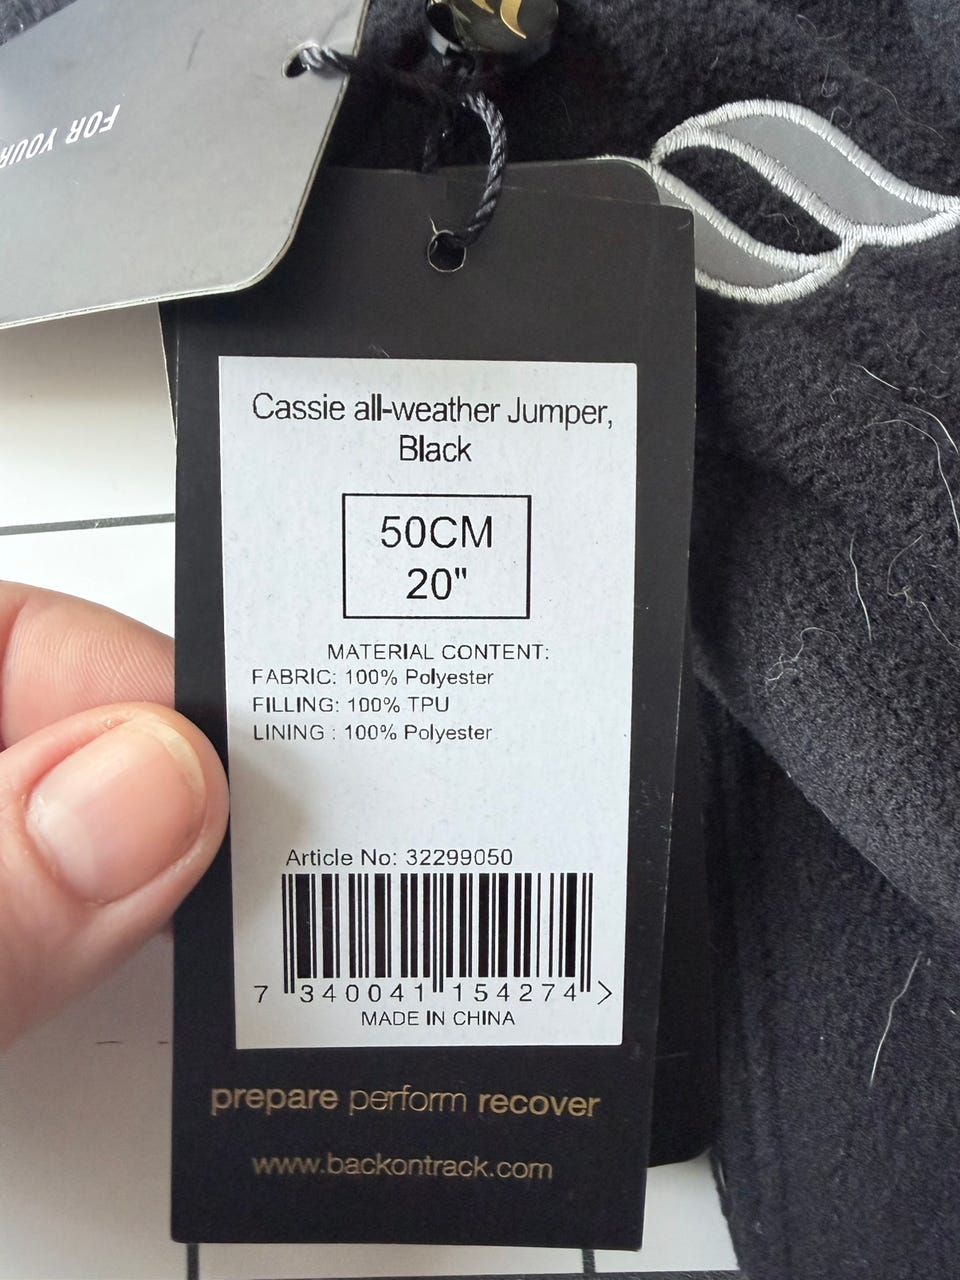 FOR YOUR
Cassie all-weather Jumper,
Black
50CM
20"
MATERIAL CONTENT:
FABRIC: 100% Polyester
FILLING: 100% TPU
LINING : 100% Polyester
Article No: 32299050
7 340041 154274 >
MADE IN CHINA
prepare perform recover
www.backontrack.com